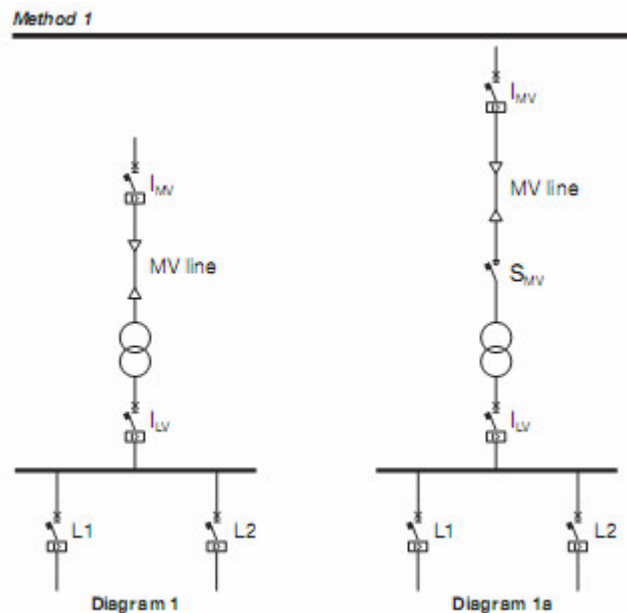 Method 1
I_MV
MV line
I_LV
L1
L2
Diagram 1
I_MV
MV line
S_MV
I_LV
L1
L2
Diagram 1a